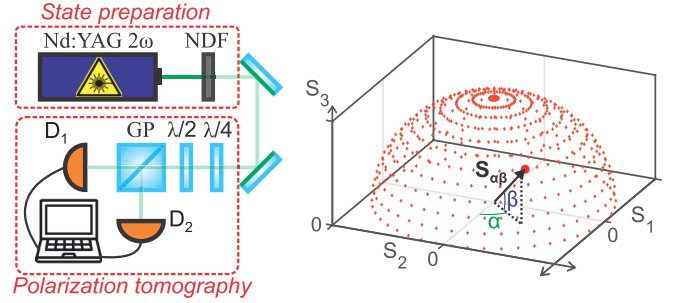 State preparation
Nd:YAG 2ω NDF
D₁ GP λ/2 λ/4
D₂
Polarization tomography
S₃
0
S₂
0
S₁
0
Sαβ
β
α